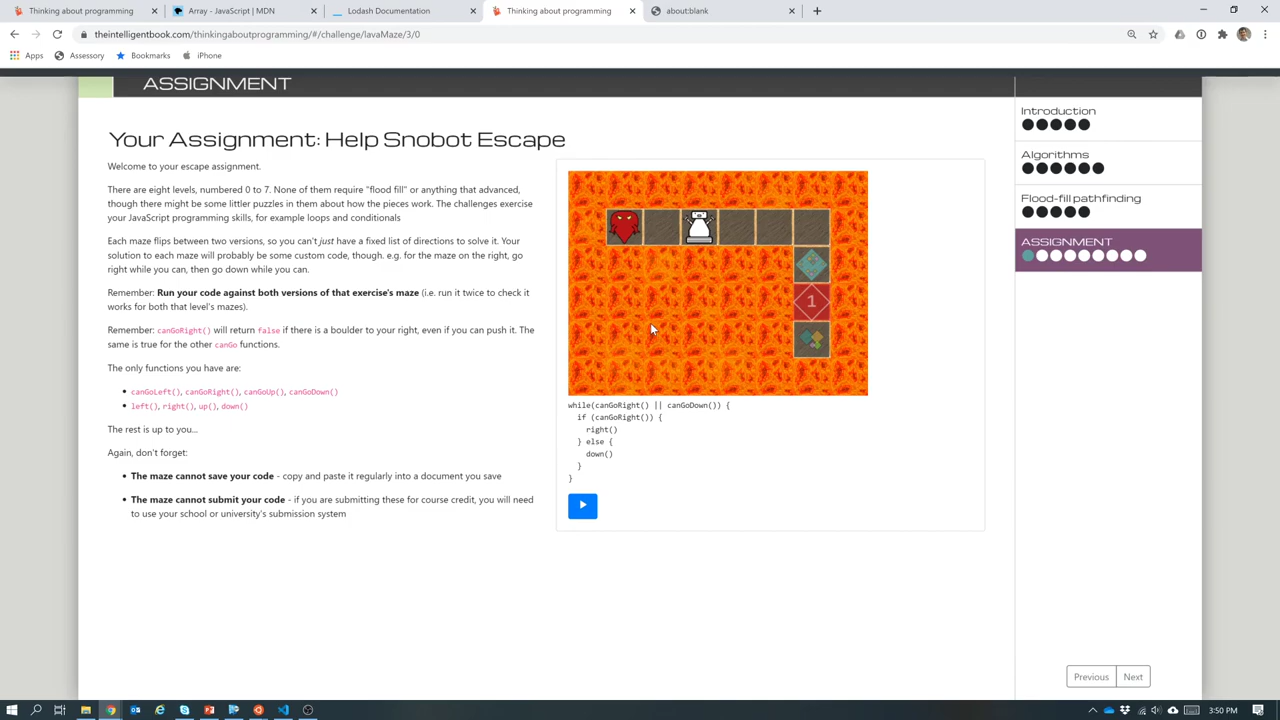 Thinking about programming
Array - JavaScript | MDN
Lodash Documentation
Thinking about programming
about:blank
theintelligentbook.com/thinkingaboutprogramming/#/challenge/lavaMaze/3/0
Apps
Assessory
Bookmarks
iPhone
ASSIGNMENT
Your Assignment: Help Snobot Escape
Welcome to your escape assignment.
There are eight levels, numbered 0 to 7. None of them require "flood fill" or anything that advanced,
though there might be some littler puzzles in them about how the pieces work. The challenges exercise
your JavaScript programming skills, for example loops and conditionals
Each maze flips between two versions, so you can't just have a fixed list of directions to solve it. Your
solution to each maze will probably be some custom code, though. e.g. for the maze on the right, go
right while you can, then go down while you can.
Remember: Run your code against both versions of that exercise's maze (i.e. run it twice to check it
works for both that level's mazes).
Remember: canGoRight() will return false if there is a boulder to your right, even if you can push it. The
same is true for the other canGo functions.
The only functions you have are:
• canGoLeft(), canGoRight(), canGoUp(), canGoDown()
• left(), right(), up(), down()
The rest is up to you...
Again, don't forget:
• The maze cannot save your code - copy and paste it regularly into a document you save
• The maze cannot submit your code - if you are submitting these for course credit, you will need
to use your school or university's submission system
1
while(canGoRight() || canGoDown()) {
if (canGoRight()) {
right()
} else {
down()
}
}
Introduction
Algorithms
Flood-fill pathfinding
ASSIGNMENT
Previous
Next
3:50 PM